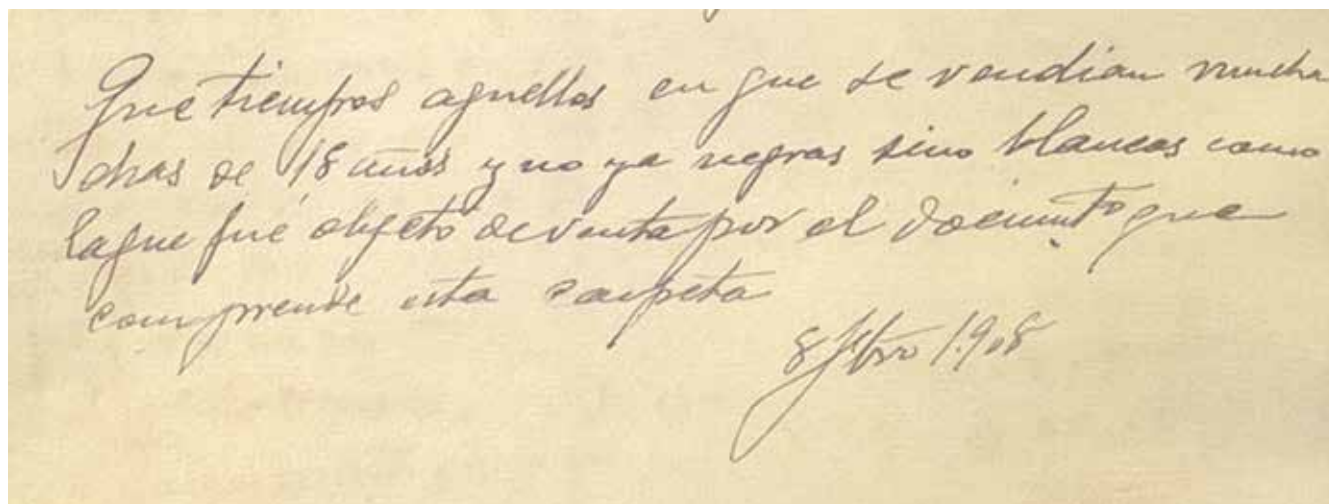 Que tiempos aquellos en que se vendian mucha
chas de 18 años y no ya negras sino blancas como
la que fué objeto de venta por el documto que
comprende esta carpeta
8 febro 1.908